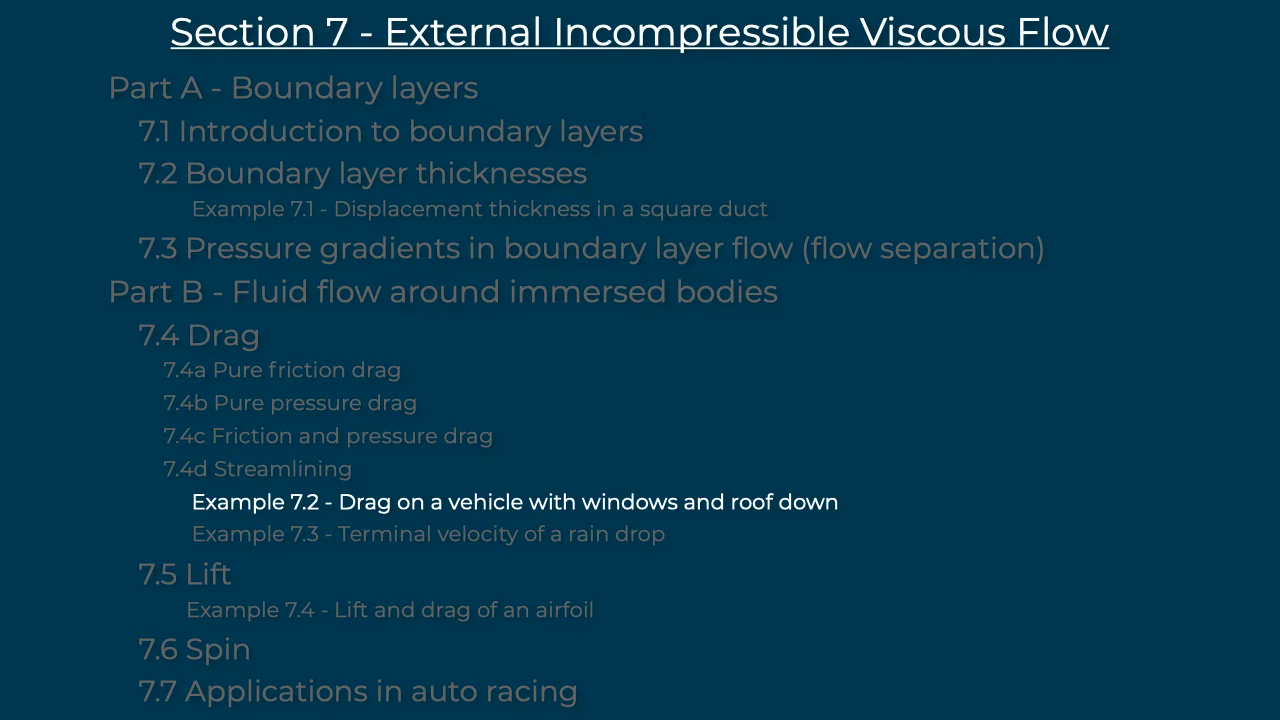 Section 7 - External Incompressible Viscous Flow
Part A - Boundary layers
7.1 Introduction to boundary layers
7.2 Boundary layer thicknesses
Example 7.1 - Displacement thickness in a square duct
7.3 Pressure gradients in boundary layer flow (flow separation)
Part B - Fluid flow around immersed bodies
7.4 Drag
7.4a Pure friction drag
7.4b Pure pressure drag
7.4c Friction and pressure drag
7.4d Streamlining
Example 7.2 - Drag on a vehicle with windows and roof down
Example 7.3 - Terminal velocity of a rain drop
7.5 Lift
Example 7.4 - Lift and drag of an airfoil
7.6 Spin
7.7 Applications in auto racing